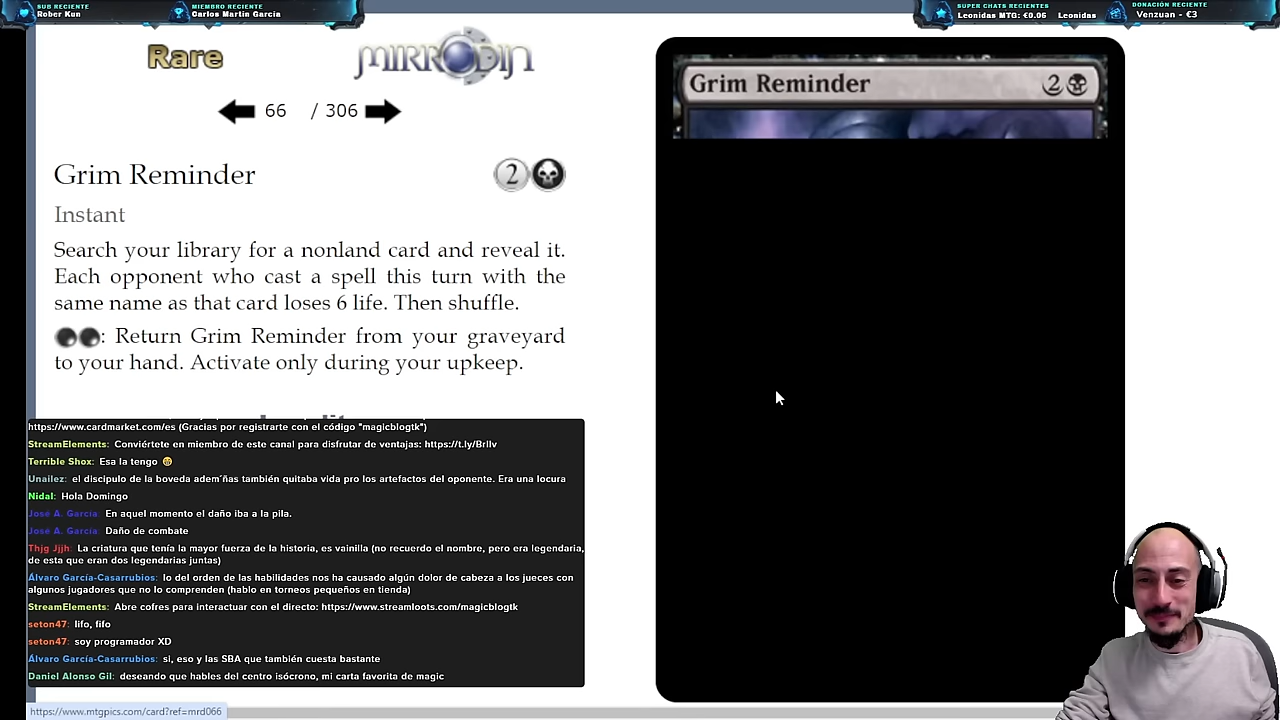 SUB RECIENTE
Rober Kun
MIEMBRO RECIENTE
Carlos Martin Garcia
SUPER CHATS RECIENTES
Leonidas MTG: €0.06 Leonidas
DONACIÓN RECIENTE
Venzuan - €3
Rare
MIRRODIN
66 / 306
Grim Reminder
2
Instant
Search your library for a nonland card and reveal it.
Each opponent who cast a spell this turn with the
same name as that card loses 6 life. Then shuffle.
: Return Grim Reminder from your graveyard
to your hand. Activate only during your upkeep.
Grim Reminder 2
https://www.cardmarket.com/es (Gracias por registrarte con el código "magicblogtk")
StreamElements: Conviértete en miembro de este canal para disfrutar de ventajas: https://t.ly/Brllv
Terrible Shox: Esa la tengo
Unailez: el discipulo de la boveda adem´ñas también quitaba vida pro los artefactos del oponente. Era una locura
Nidal: Hola Domingo
José A. García: En aquel momento el daño iba a la pila.
José A. García: Daño de combate
Thjg Jjjh: La criatura que tenía la mayor fuerza de la historia, es vainilla (no recuerdo el nombre, pero era legendaria,
de esta que eran dos legendarias juntas)
Álvaro García-Casarrubios: lo del orden de las habilidades nos ha causado algún dolor de cabeza a los jueces con
algunos jugadores que no lo comprenden (hablo en torneos pequeños en tienda)
StreamElements: Abre cofres para interactuar con el directo: https://www.streamloots.com/magicblogtk
seton47: lifo, fifo
seton47: soy programador XD
Álvaro García-Casarrubios: si, eso y las SBA que también cuesta bastante
Daniel Alonso Gil: deseando que hables del centro isócrono, mi carta favorita de magic
https://www.mtgpics.com/card?ref=mrd066